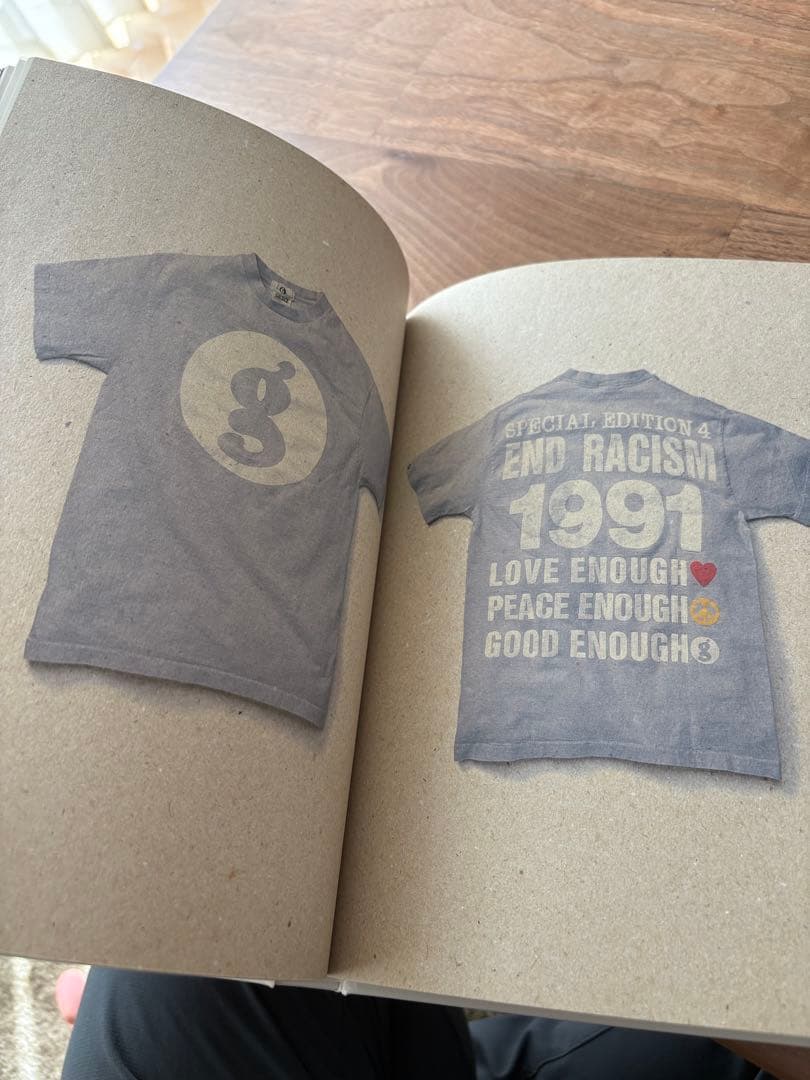 g
SPECIAL EDITION 4
END RACISM
1991
LOVE ENOUGH
PEACE ENOUGH
GOOD ENOUGH g